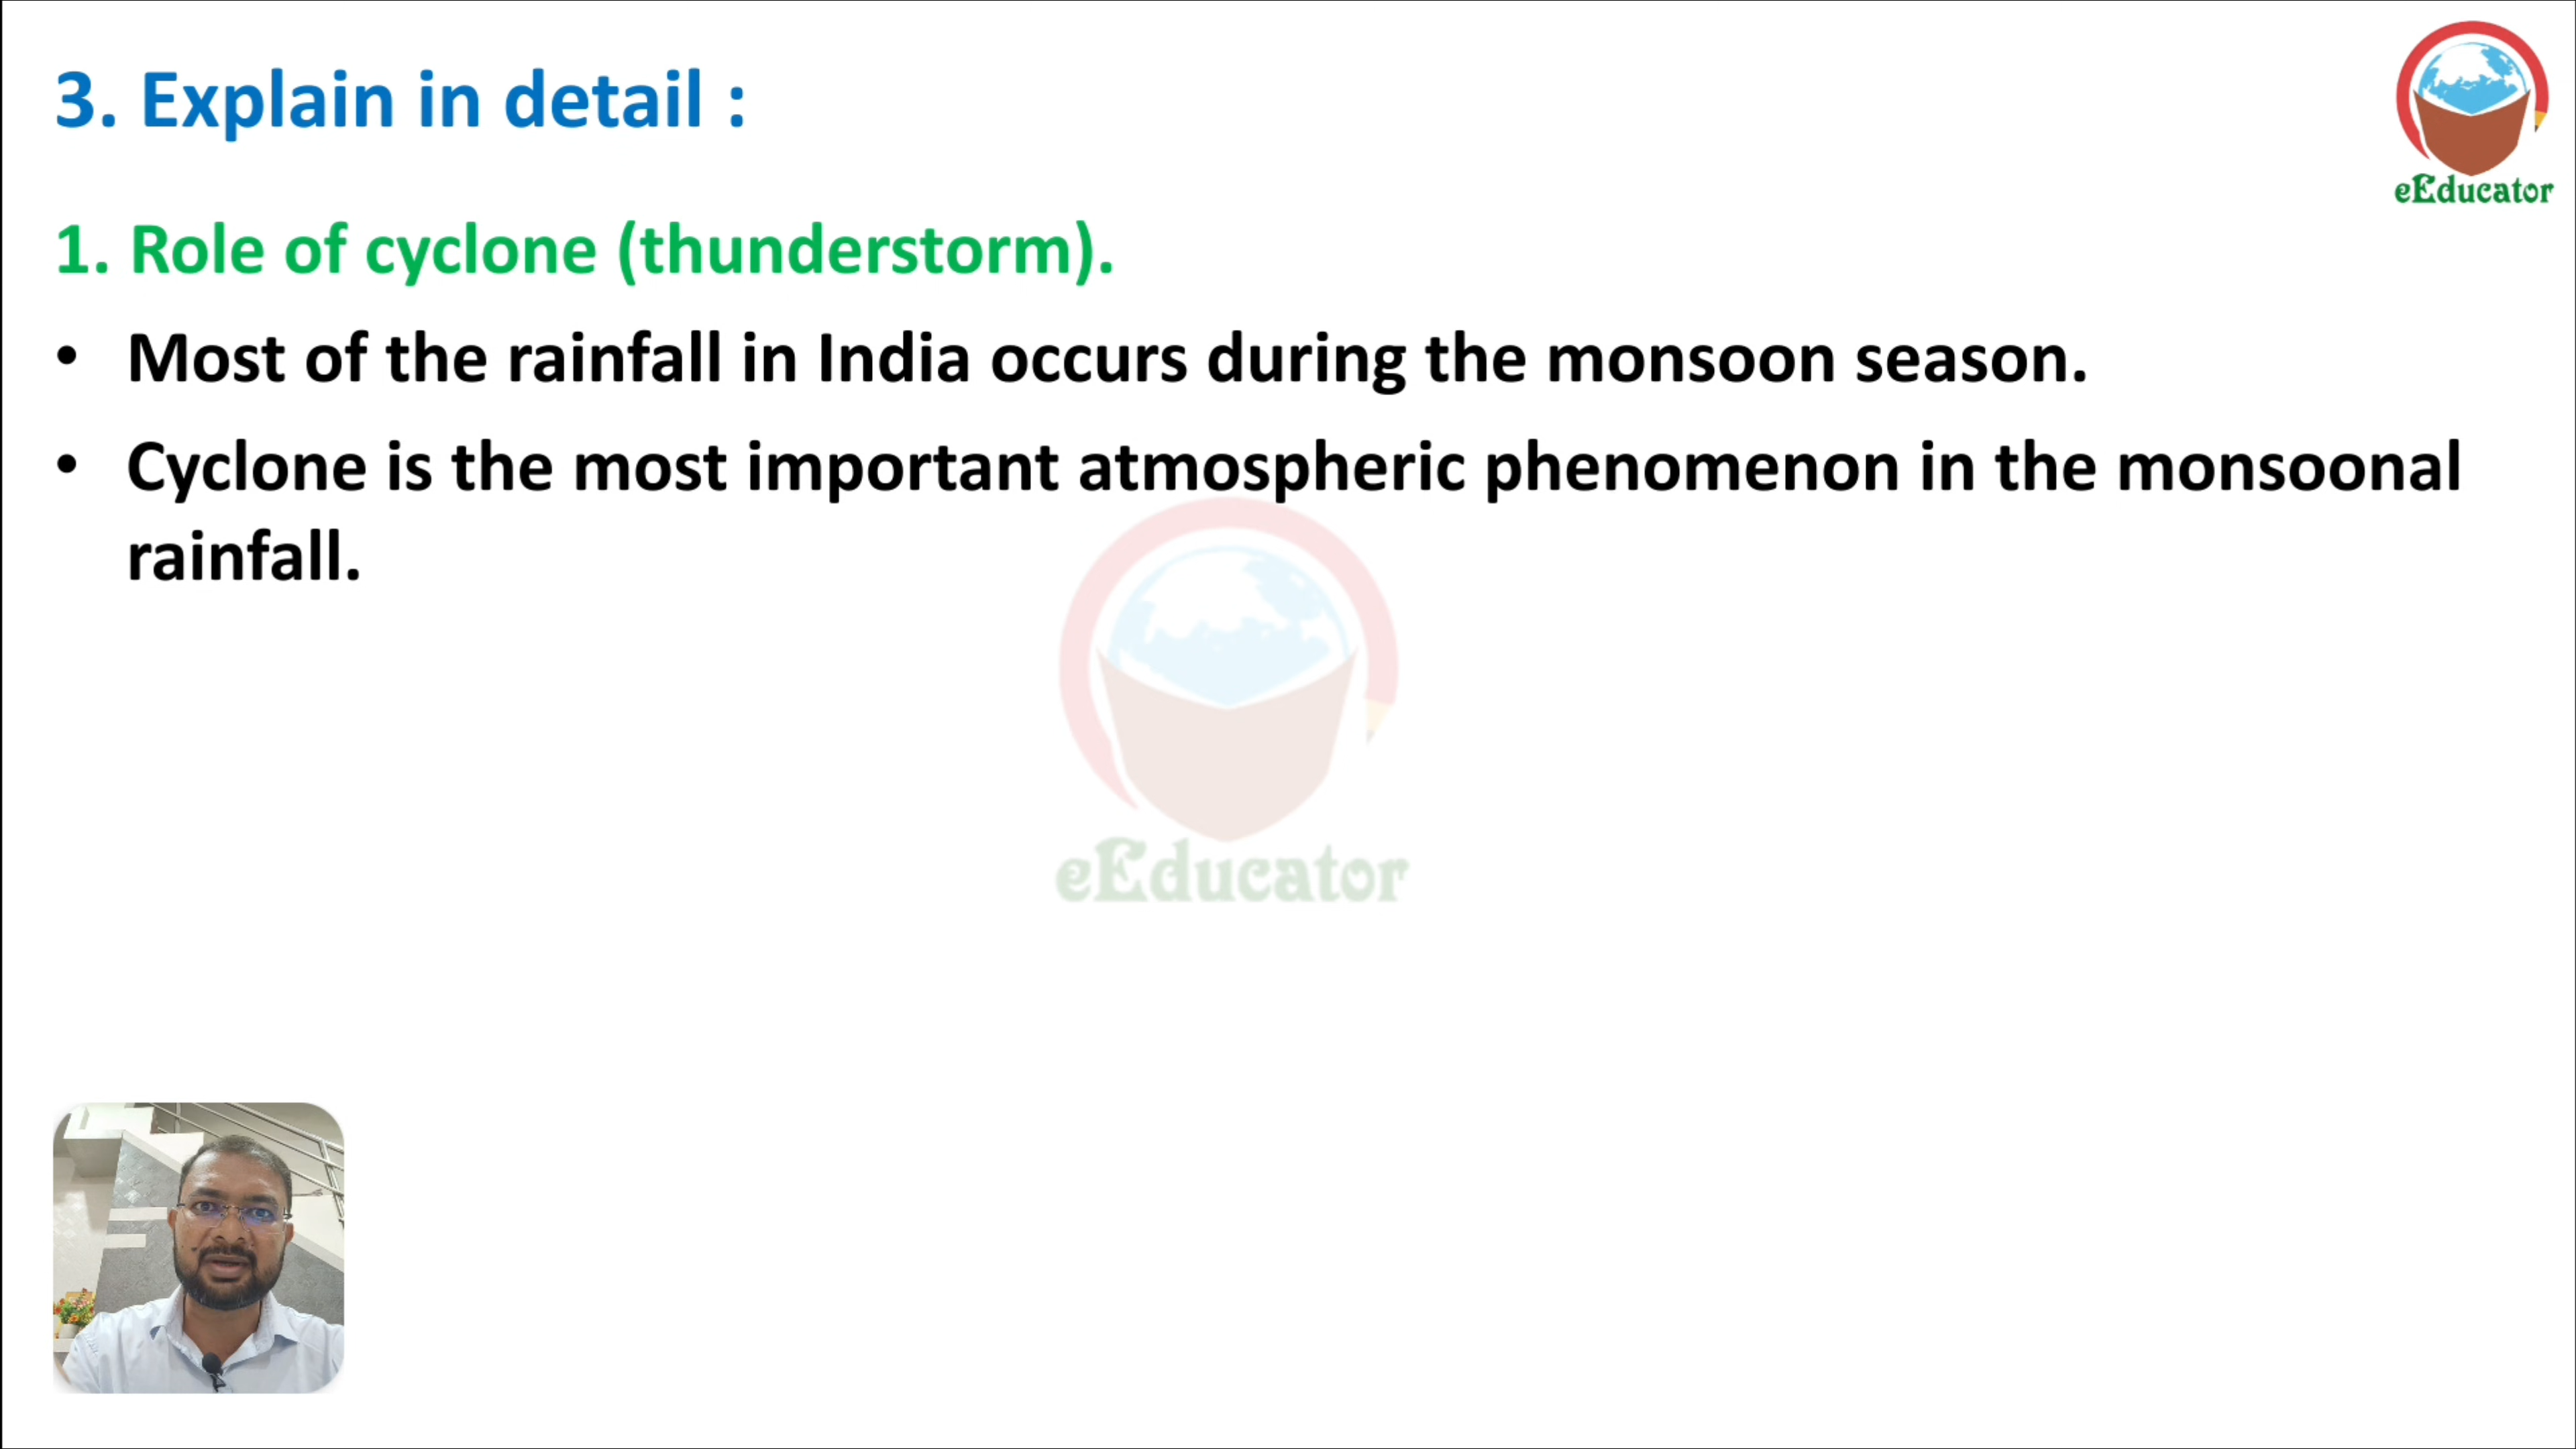 3. Explain in detail :
eEducator
1. Role of cyclone (thunderstorm).
• Most of the rainfall in India occurs during the monsoon season.
• Cyclone is the most important atmospheric phenomenon in the monsoonal
rainfall.
eEducator